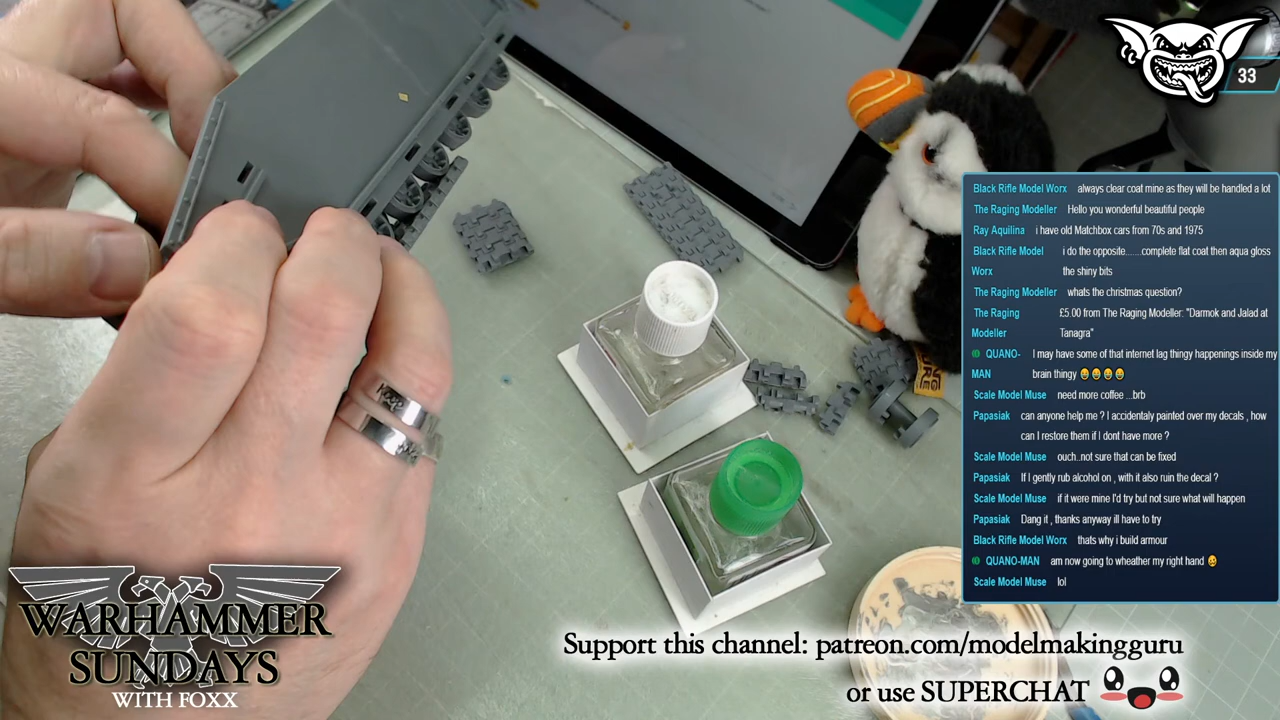 33
Black Rifle Model Worx always clear coat mine as they will be handled a lot
The Raging Modeller Hello you wonderful beautiful people
Ray Aquilina i have old Matchbox cars from 70s and 1975
Black Rifle Model i do the opposite.......complete flat coat then aqua gloss
Worx the shiny bits
The Raging Modeller whats the christmas question?
The Raging £5.00 from The Raging Modeller: "Darmok and Jalad at
Modeller Tanagra"
QUANO- I may have some of that internet lag thingy happenings inside my
MAN brain thingy 😄😄😄😄
Scale Model Muse need more coffee ...brb
Papasiak can anyone help me ? I accidentaly painted over my decals , how
can I restore them if I dont have more ?
Scale Model Muse ouch..not sure that can be fixed
Papasiak If I gently rub alcohol on , with it also ruin the decal ?
Scale Model Muse if it were mine I'd try but not sure what will happen
Papasiak Dang it , thanks anyway ill have to try
Black Rifle Model Worx thats why i build armour
QUANO-MAN am now going to wheather my right hand
Scale Model Muse lol
WARHAMMER
SUNDAYS
WITH FOXX
Support this channel: patreon.com/modelmakingguru
or use SUPERCHAT